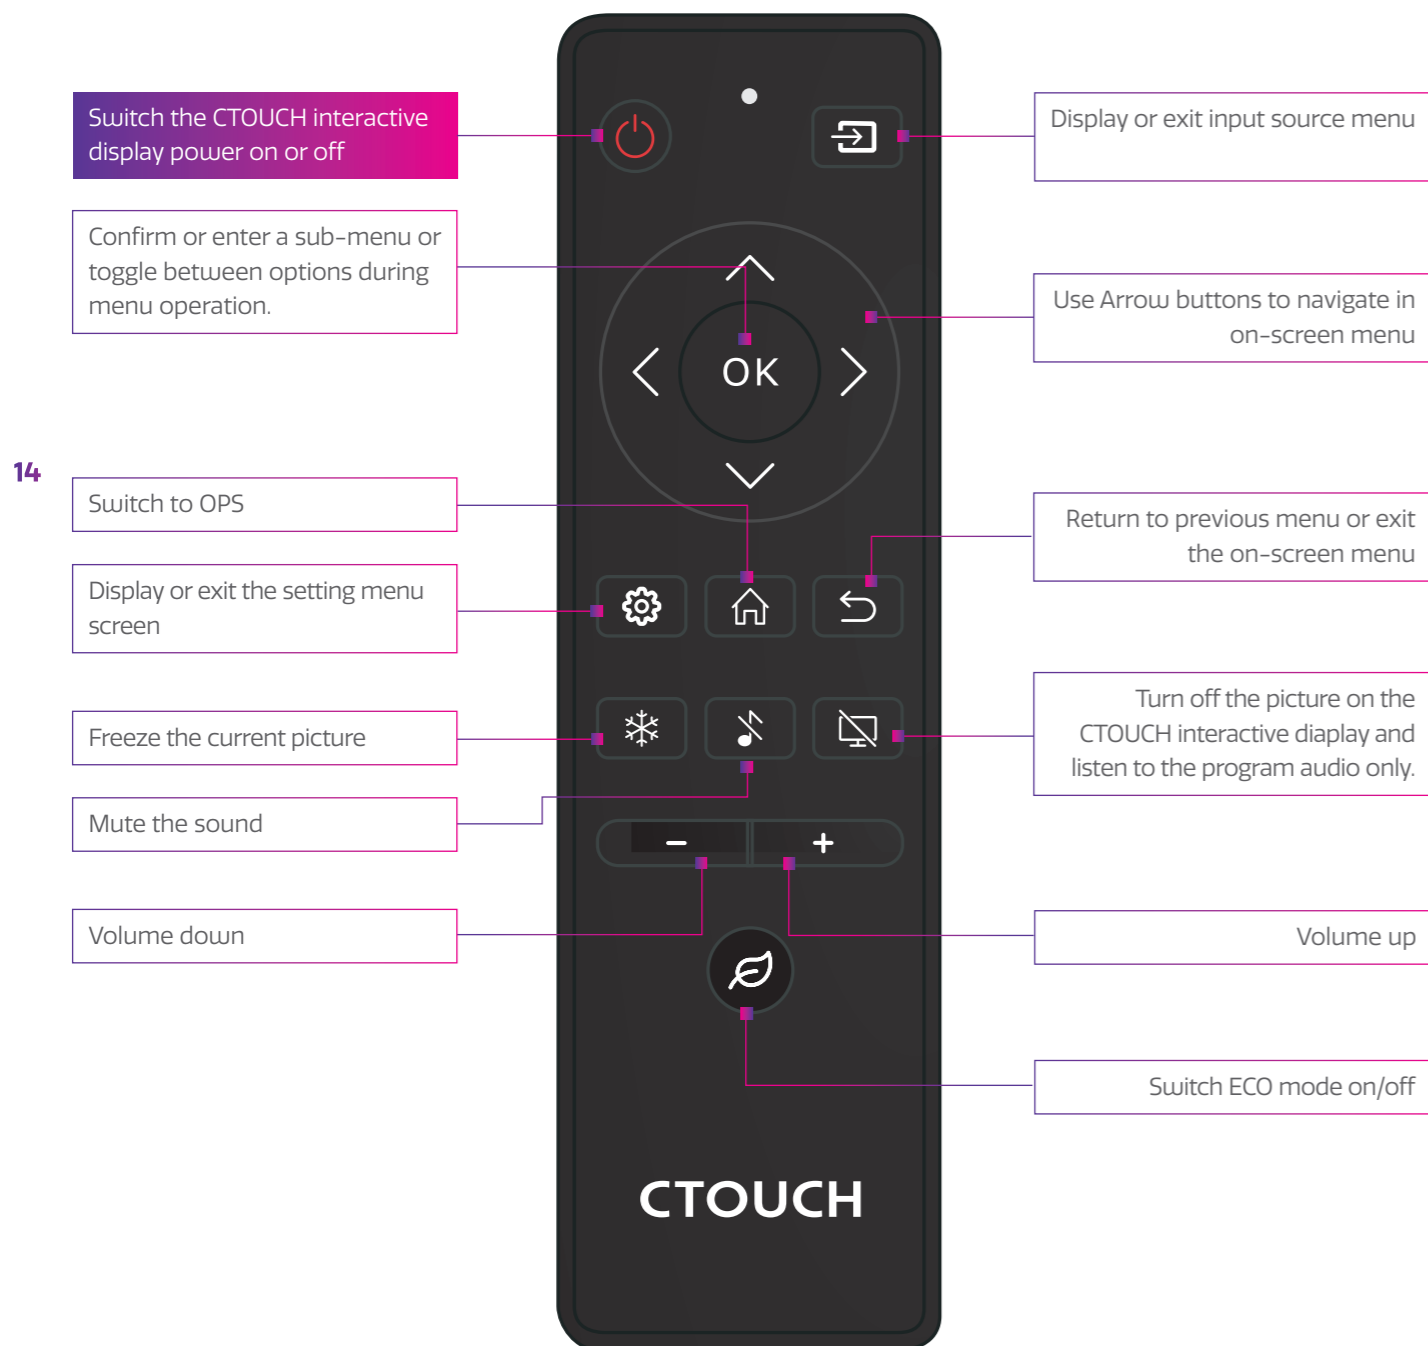 Switch the CTOUCH interactive
display power on or off
Display or exit input source menu
Confirm or enter a sub-menu or
toggle between options during
menu operation.
Use Arrow buttons to navigate in
on-screen menu
OK
14
Switch to OPS
Return to previous menu or exit
the on-screen menu
Display or exit the setting menu
screen
Freeze the current picture
Turn off the picture on the
CTOUCH interactive diaplay and
listen to the program audio only.
Mute the sound
- +
Volume down
Volume up
Switch ECO mode on/off
CTOUCH